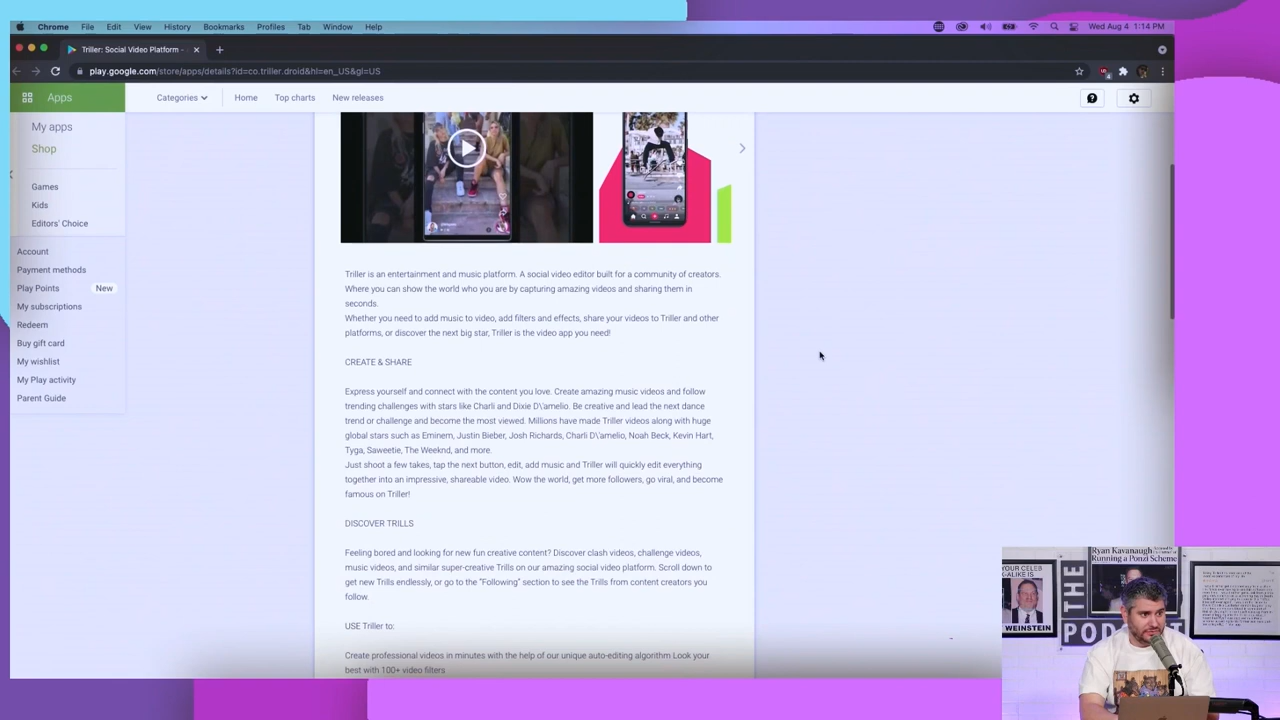 Chrome File Edit View History Bookmarks Profiles Tab Window Help
Wed Aug 4 1:14 PM
Triller: Social Video Platform -
play.google.com/store/apps/details?id=co.triller.droid&hl=en_US&gl=US
Apps
Categories Home Top charts New releases
My apps
Shop
Games
Kids
Editors' Choice
Account
Payment methods
Play Points New
My subscriptions
Redeem
Buy gift card
My wishlist
My Play activity
Parent Guide
Triller is an entertainment and music platform. A social video editor built for a community of creators.
Where you can show the world who you are by capturing amazing videos and sharing them in
seconds.
Whether you need to add music to video, add filters and effects, share your videos to Triller and other
platforms, or discover the next big star, Triller is the video app you need!
CREATE & SHARE
Express yourself and connect with the content you love. Create amazing music videos and follow
trending challenges with stars like Charli and Dixie D\'amelio. Be creative and lead the next dance
trend or challenge and become the most viewed. Millions have made Triller videos along with huge
global stars such as Eminem, Justin Bieber, Josh Richards, Charli D\'amelio, Noah Beck, Kevin Hart,
Tyga, Saweetie, The Weeknd, and more.
Just shoot a few takes, tap the next button, edit, add music and Triller will quickly edit everything
together into an impressive, shareable video. Wow the world, get more followers, go viral, and become
famous on Triller!
DISCOVER TRILLS
Feeling bored and looking for new fun creative content? Discover clash videos, challenge videos,
music videos, and similar super-creative Trills on our amazing social video platform. Scroll down to
get new Trills endlessly, or go to the "Following" section to see the Trills from content creators you
follow.
USE Triller to:
Create professional videos in minutes with the help of our unique auto-editing algorithm Look your
best with 100+ video filters
Ryan Kavanaugh
Running a Ponzi Scheme
YOUR CELEB
K-ALIKE IS
WEINSTEIN
THE
PODCAST